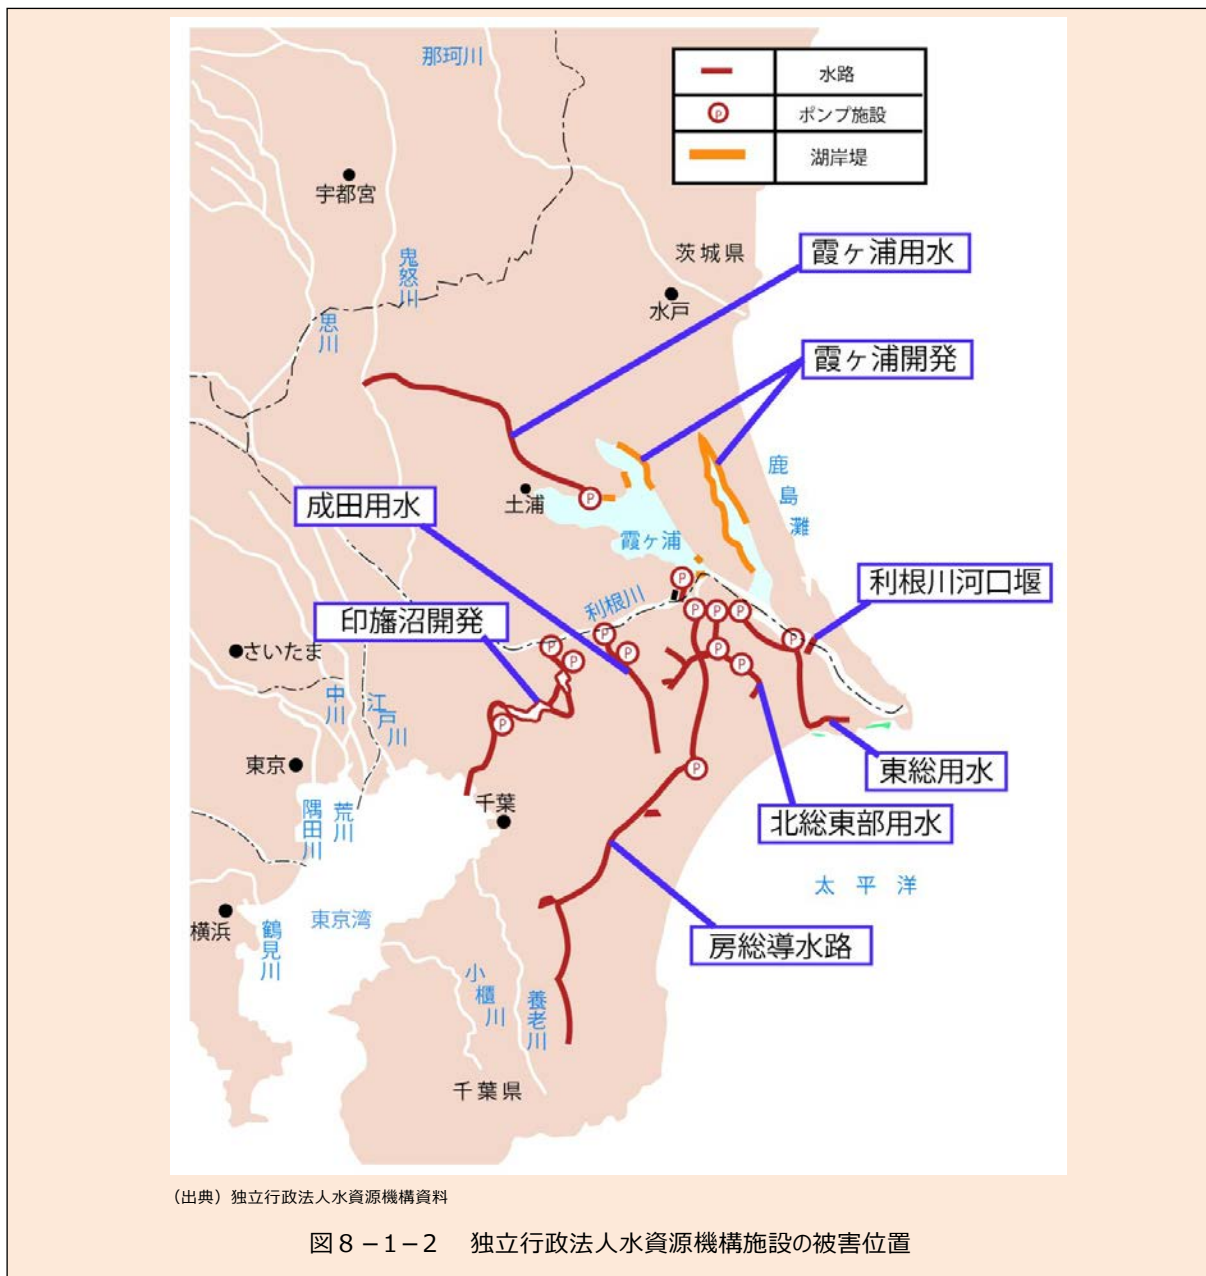 那珂川
水路
P
ポンプ施設
湖岸堤
宇都宮
茨城県
霞ヶ浦用水
鬼怒川
水戸
思川
霞ヶ浦開発
鹿島灘
成田用水
土浦
P
霞ヶ浦
利根川
P
利根川河口堰
印旛沼開発
P
P
P
P
P
P
P
P
P
P
さいたま
中川
江戸川
P
東京
P
東総用水
千葉
隅田川
荒川
北総東部用水
太平洋
横浜
鶴見川
東京湾
房総導水路
小櫃川
養老川
千葉県
(出典) 独立行政法人水資源機構資料
図8-1-2 独立行政法人水資源機構施設の被害位置